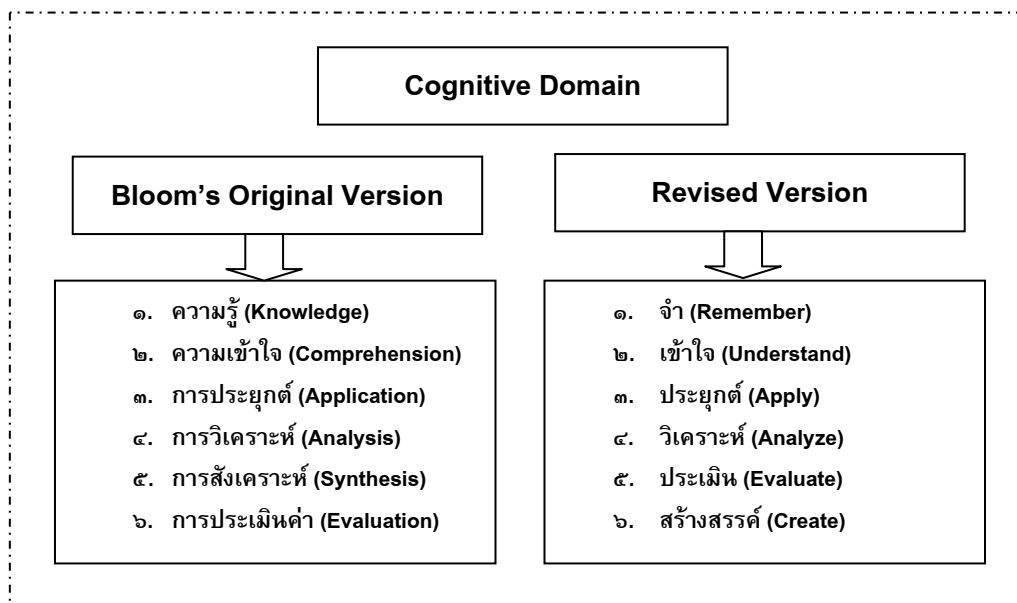 Cognitive Domain
Bloom's Original Version
๑. ความรู้ (Knowledge)
๒. ความเข้าใจ (Comprehension)
๓. การประยุกต์ (Application)
๔. การวิเคราะห์ (Analysis)
๕. การสังเคราะห์ (Synthesis)
๖. การประเมินค่า (Evaluation)
Revised Version
๑. จำ (Remember)
๒. เข้าใจ (Understand)
๓. ประยุกต์ (Apply)
๔. วิเคราะห์ (Analyze)
๕. ประเมิน (Evaluate)
๖. สร้างสรรค์ (Create)